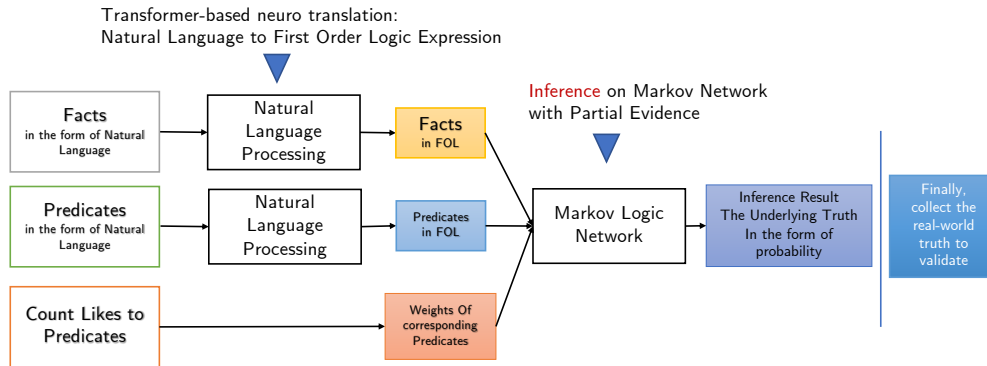 Transformer-based neuro translation:
Natural Language to First Order Logic Expression
Inference on Markov Network
with Partial Evidence
Facts
in the form of Natural
Language
Natural
Language
Processing
Facts
in FOL
Predicates
in the form of Natural
Language
Natural
Language
Processing
Predicates
in FOL
Markov Logic
Network
Inference Result
The Underlying Truth
In the form of
probability
Finally,
collect the
real-world
truth to
validate
Count Likes to
Predicates
Weights Of
corresponding
Predicates